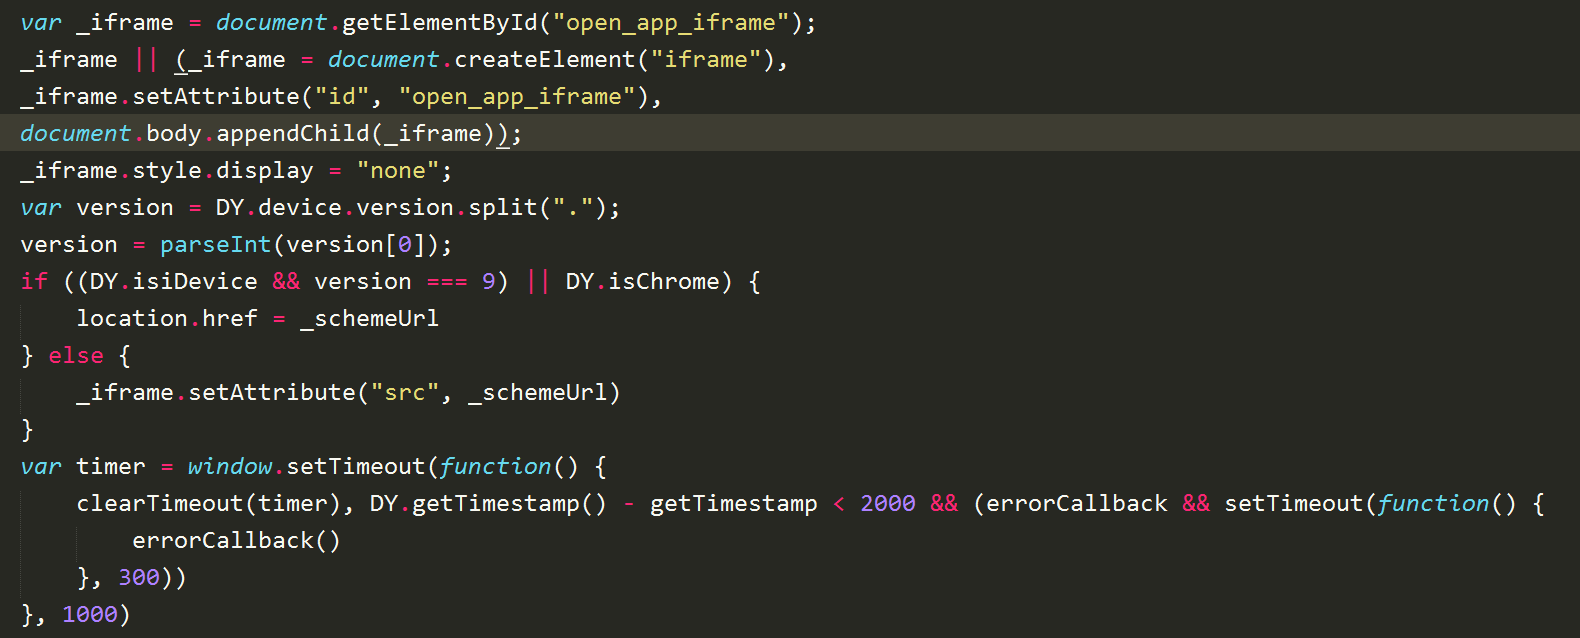 var _iframe = document.getElementById("open_app_iframe");
_iframe || (_iframe = document.createElement("iframe"),
_iframe.setAttribute("id", "open_app_iframe"),
document.body.appendChild(_iframe));
_iframe.style.display = "none";
var version = DY.device.version.split(".");
version = parseInt(version[0]);
if ((DY.isiDevice && version === 9) || DY.isChrome) {
    location.href = _schemeUrl
} else {
    _iframe.setAttribute("src", _schemeUrl)
}
var timer = window.setTimeout(function() {
    clearTimeout(timer), DY.getTimestamp() - getTimestamp < 2000 && (errorCallback && setTimeout(function() {
        errorCallback()
    }, 300))
}, 1000)